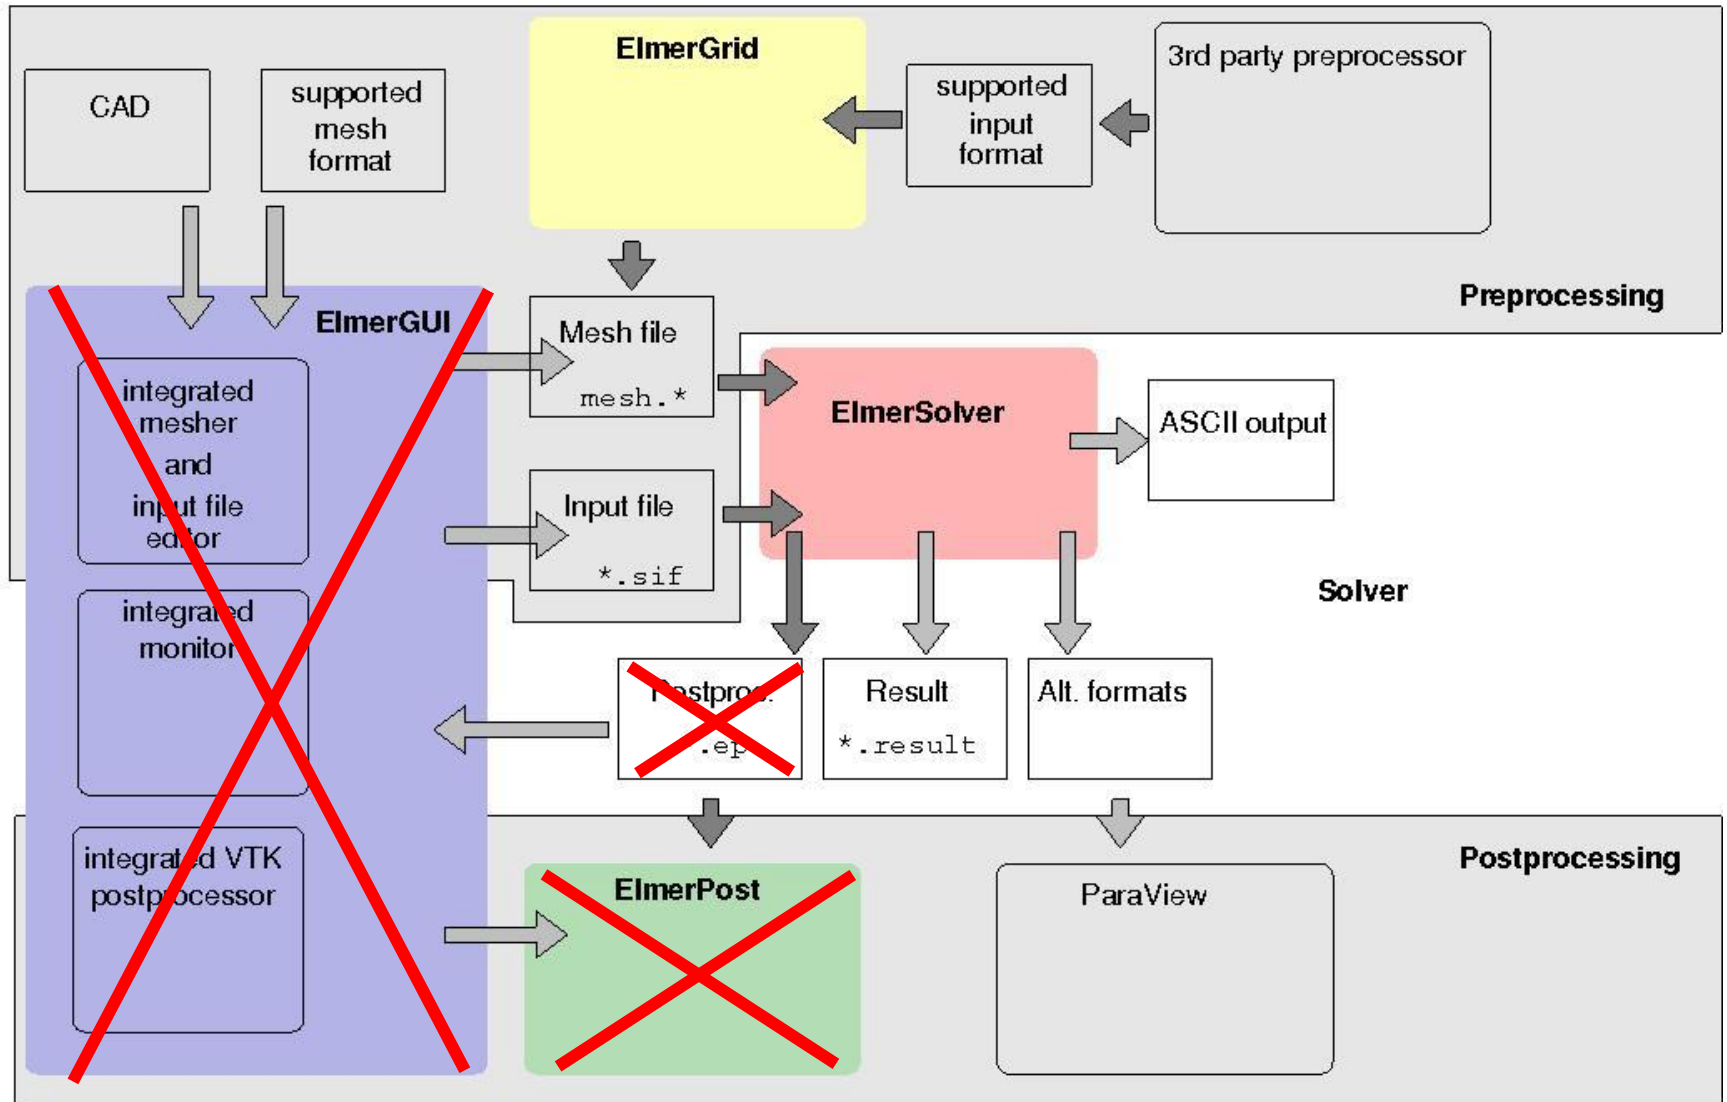 ElmerGrid
3rd party preprocessor
CAD
supported
mesh
format
supported
input
format
Preprocessing
ElmerGUI
Mesh file
mesh.*
integrated
mesher
and
input file
editor
ElmerSolver
ASCII output
Input file
*.sif
Solver
integrated
monitor
Postproc.
.ep
Result
*.result
Alt. formats
integrated VTK
postprocessor
ElmerPost
ParaView
Postprocessing